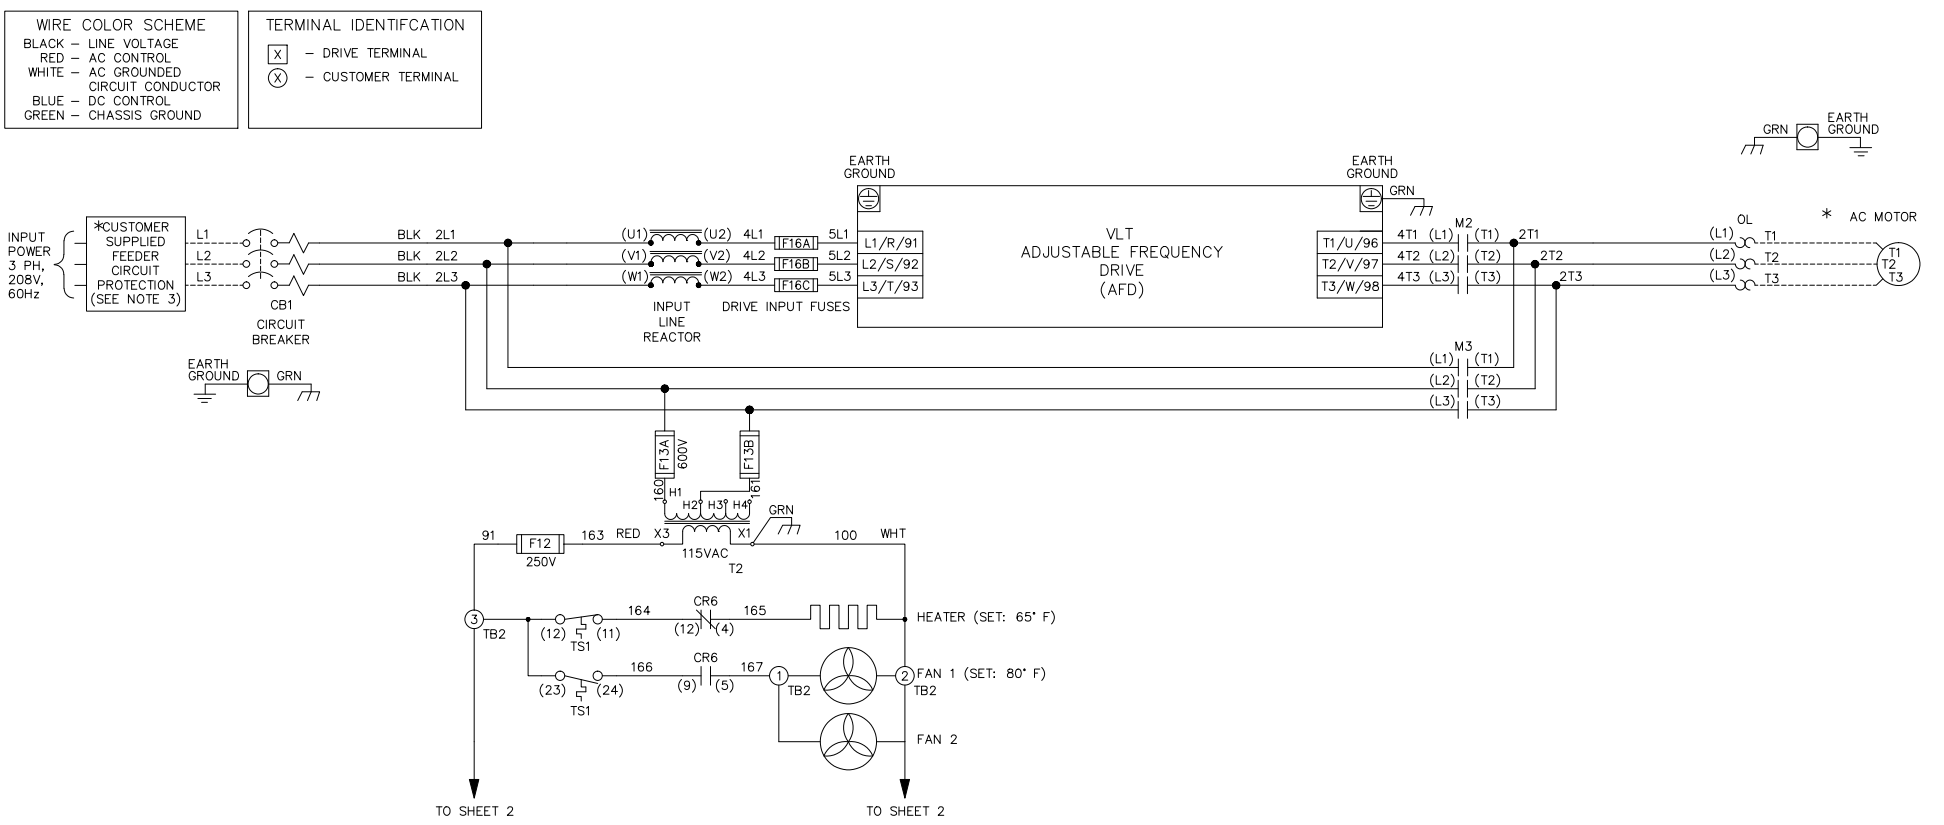 WIRE COLOR SCHEME
BLACK – LINE VOLTAGE
RED – AC CONTROL
WHITE – AC GROUNDED
CIRCUIT CONDUCTOR
BLUE – DC CONTROL
GREEN – CHASSIS GROUND
TERMINAL IDENTIFCATION
X – DRIVE TERMINAL
X – CUSTOMER TERMINAL
GRN
EARTH
GROUND
EARTH
GROUND
EARTH
GROUND
GRN
INPUT
POWER
3 PH,
208V,
60Hz
*CUSTOMER
SUPPLIED
FEEDER
CIRCUIT
PROTECTION
(SEE NOTE 3)
L1
L2
L3
CB1
CIRCUIT
BREAKER
BLK 2L1
BLK 2L2
BLK 2L3
(U1) (U2) 4L1 F16A 5L1 L1/R/91
(V1) (V2) 4L2 F16B 5L2 L2/S/92
(W1) (W2) 4L3 F16C 5L3 L3/T/93
INPUT
LINE
REACTOR
DRIVE INPUT FUSES
VLT
ADJUSTABLE FREQUENCY
DRIVE
(AFD)
M2
T1/U/96 4T1 (L1) (T1) 2T1
T2/V/97 4T2 (L2) (T2) 2T2
T3/W/98 4T3 (L3) (T3) 2T3
OL
(L1) T1
(L2) T2
(L3) T3
* AC MOTOR
T1
T2
T3
M3
(L1) (T1)
(L2) (T2)
(L3) (T3)
EARTH
GROUND
GRN
F13A
600V
F13B
160
161
H1
H2 H3 H4
GRN
91 F12 163 RED X3 X1 100 WHT
250V
115VAC
T2
3
TB2
(12) (11)
TS1
164
CR6
(12) (4)
165
HEATER (SET: 65° F)
(23) (24)
TS1
166
CR6
(9) (5)
167
1
TB2
2
TB2
FAN 1 (SET: 80° F)
FAN 2
TO SHEET 2
TO SHEET 2